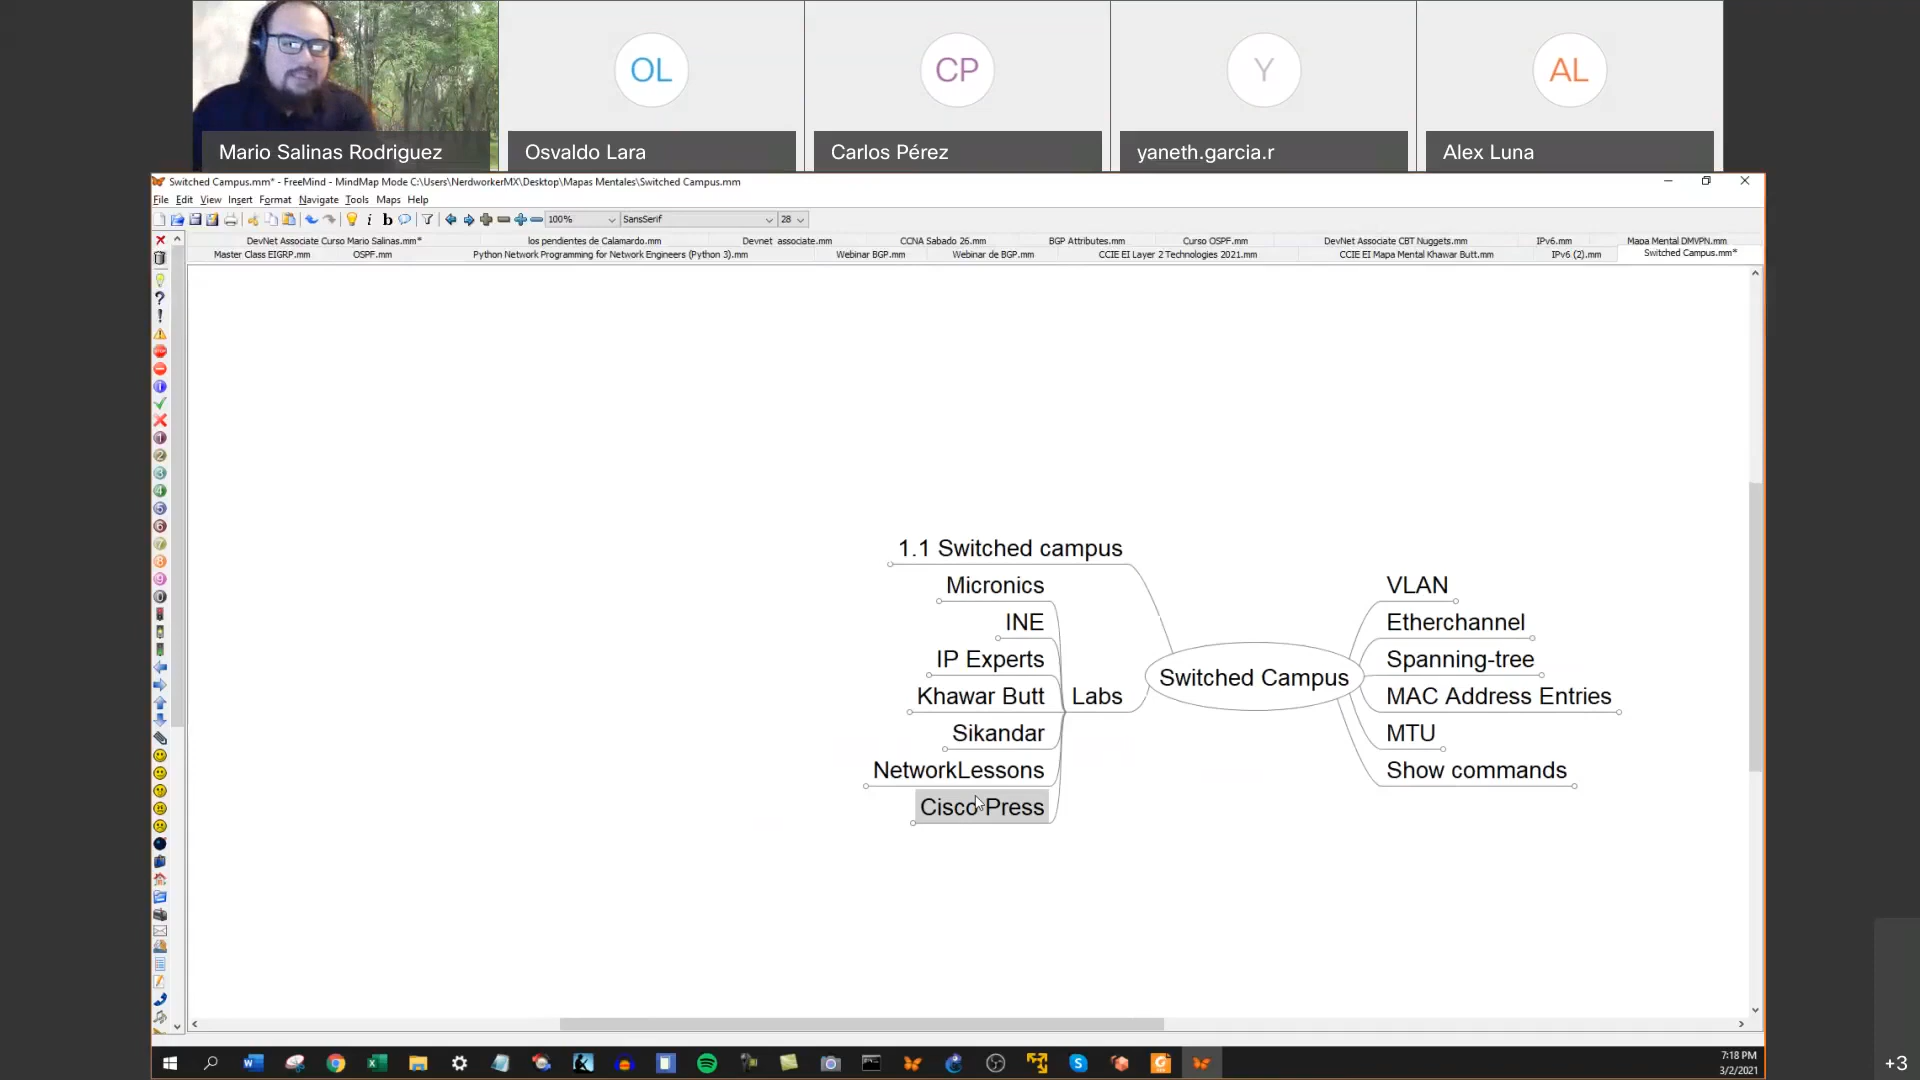 OL
CP
Y
AL
Mario Salinas Rodriguez
Osvaldo Lara
Carlos Pérez
yaneth.garcia.r
Alex Luna
Switched Campus.mm* - FreeMind - MindMap Mode C:\Users\NerdworkerMX\Desktop\Mapas Mentales\Switched Campus.mm
File Edit View Insert Format Navigate Tools Maps Help
100% SansSerif 28
DevNet Associate Curso Mario Salinas.mm* los pendientes de Calamardo.mm Devnet associate.mm CCNA Sabado 26.mm BGP Attributes.mm Curso OSPF.mm DevNet Associate CBT Nuggets.mm IPv6.mm Mapa Mental DMVPN.mm
Master Class EIGRP.mm OSPF.mm Python Network Programming for Network Engineers (Python 3).mm Webinar BGP.mm Webinar de BGP.mm CCIE EI Layer 2 Technologies 2021.mm CCIE EI Mapa Mental Khawar Butt.mm IPv6 (2).mm Switched Campus.mm*
1.1 Switched campus
Micronics
INE
IP Experts
Khawar Butt
Sikandar
NetworkLessons
Cisco Press
Labs
Switched Campus
VLAN
Etherchannel
Spanning-tree
MAC Address Entries
MTU
Show commands
7:18 PM
3/2/2021
+3